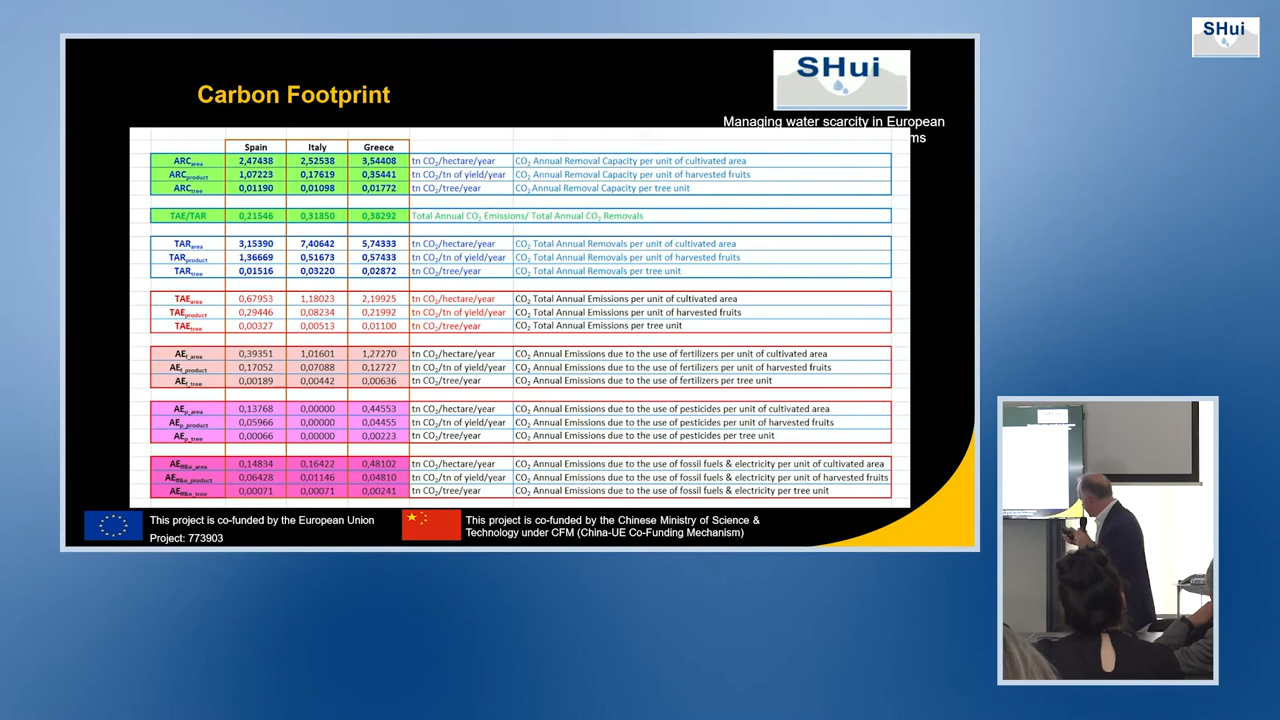 SHui
SHui
Carbon Footprint
Managing water scarcity in European
ms
Spain Italy Greece
ARCarea 2,47438 2,52538 3,54408 tn CO2/hectare/year CO2 Annual Removal Capacity per unit of cultivated area
ARCproduct 1,07223 0,17619 0,35441 tn CO2/tn of yield/year CO2 Annual Removal Capacity per unit of harvested fruits
ARCtree 0,01190 0,01098 0,01772 tn CO2/tree/year CO2 Annual Removal Capacity per tree unit
TAE/TAR 0,21546 0,31850 0,38292 Total Annual CO2 Emissions/ Total Annual CO2 Removals
TARarea 3,15390 7,40642 5,74333 tn CO2/hectare/year CO2 Total Annual Removals per unit of cultivated area
TARproduct 1,36669 0,51673 0,57433 tn CO2/tn of yield/year CO2 Total Annual Removals per unit of harvested fruits
TARtree 0,01516 0,03220 0,02872 tn CO2/tree/year CO2 Total Annual Removals per tree unit
TAEarea 0,67953 1,18023 2,19925 tn CO2/hectare/year CO2 Total Annual Emissions per unit of cultivated area
TAEproduct 0,29446 0,08234 0,21992 tn CO2/tn of yield/year CO2 Total Annual Emissions per unit of harvested fruits
TAEtree 0,00327 0,00513 0,01100 tn CO2/tree/year CO2 Total Annual Emissions per tree unit
AEf_area 0,39351 1,01601 1,27270 tn CO2/hectare/year CO2 Annual Emissions due to the use of fertilizers per unit of cultivated area
AEf_product 0,17052 0,07088 0,12727 tn CO2/tn of yield/year CO2 Annual Emissions due to the use of fertilizers per unit of harvested fruits
AEf_tree 0,00189 0,00442 0,00636 tn CO2/tree/year CO2 Annual Emissions due to the use of fertilizers per tree unit
AEp_area 0,13768 0,00000 0,44553 tn CO2/hectare/year CO2 Annual Emissions due to the use of pesticides per unit of cultivated area
AEp_product 0,05966 0,00000 0,04455 tn CO2/tn of yield/year CO2 Annual Emissions due to the use of pesticides per unit of harvested fruits
AEp_tree 0,00066 0,00000 0,00223 tn CO2/tree/year CO2 Annual Emissions due to the use of pesticides per tree unit
AEff&e_area 0,14834 0,16422 0,48102 tn CO2/hectare/year CO2 Annual Emissions due to the use of fossil fuels & electricity per unit of cultivated area
AEff&e_product 0,06428 0,01146 0,04810 tn CO2/tn of yield/year CO2 Annual Emissions due to the use of fossil fuels & electricity per unit of harvested fruits
AEff&e_tree 0,00071 0,00071 0,00241 tn CO2/tree/year CO2 Annual Emissions due to the use of fossil fuels & electricity per tree unit
This project is co-funded by the European Union
Project: 773903
This project is co-funded by the Chinese Ministry of Science &
Technology under CFM (China-UE Co-Funding Mechanism)